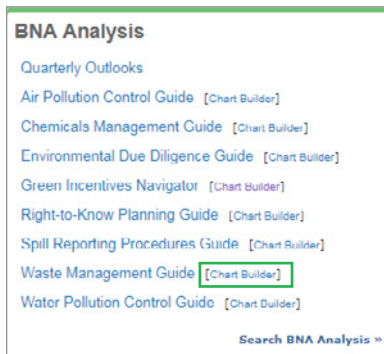 BNA Analysis
Quarterly Outlooks
Air Pollution Control Guide [Chart Builder]
Chemicals Management Guide [Chart Builder]
Environmental Due Diligence Guide [Chart Builder]
Green Incentives Navigator [Chart Builder]
Right-to-Know Planning Guide [Chart Builder]
Spill Reporting Procedures Guide [Chart Builder]
Waste Management Guide [Chart Builder]
Water Pollution Control Guide [Chart Builder]
Search BNA Analysis »